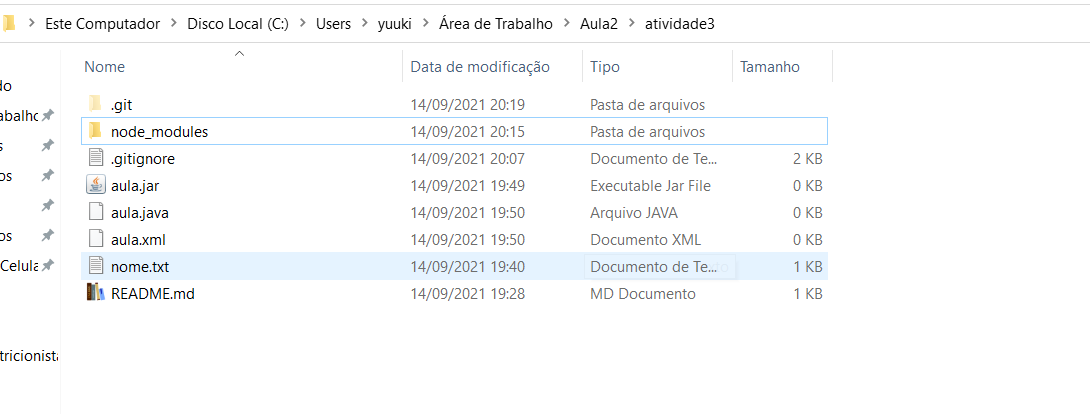 Este Computador > Disco Local (C:) > Users > yuuki > Área de Trabalho > Aula2 > atividade3
Nome Data de modificação Tipo Tamanho
.git 14/09/2021 20:19 Pasta de arquivos
node_modules 14/09/2021 20:15 Pasta de arquivos
.gitignore 14/09/2021 20:07 Documento de Te... 2 KB
aula.jar 14/09/2021 19:49 Executable Jar File 0 KB
aula.java 14/09/2021 19:50 Arquivo JAVA 0 KB
aula.xml 14/09/2021 19:50 Documento XML 0 KB
nome.txt 14/09/2021 19:40 Documento de Te... 1 KB
README.md 14/09/2021 19:28 MD Documento 1 KB
do
abalho
s
os
os
Celula
tricionista